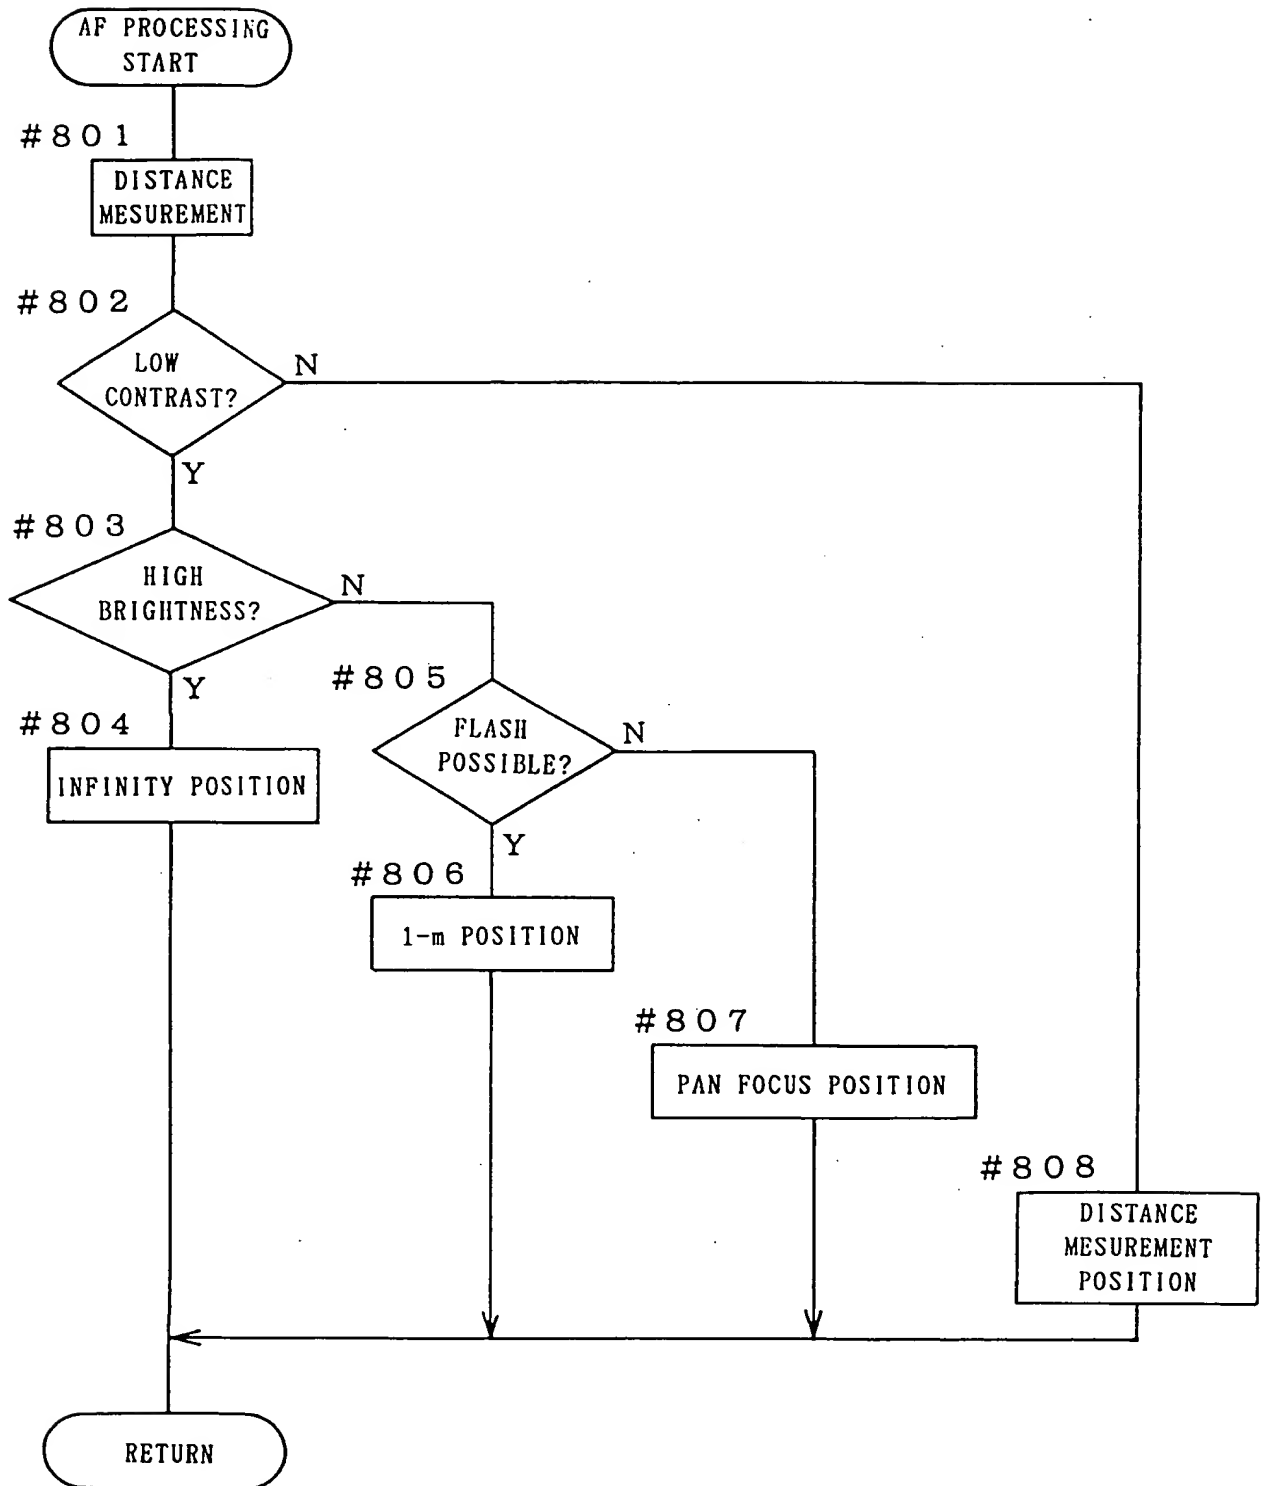 AF PROCESSING
START
#801
DISTANCE
MESUREMENT
#802
LOW
CONTRAST?
N
Y
#803
HIGH
BRIGHTNESS?
N
Y
#804
INFINITY POSITION
#805
FLASH
POSSIBLE?
N
Y
#806
1-m POSITION
#807
PAN FOCUS POSITION
#808
DISTANCE
MESUREMENT
POSITION
RETURN